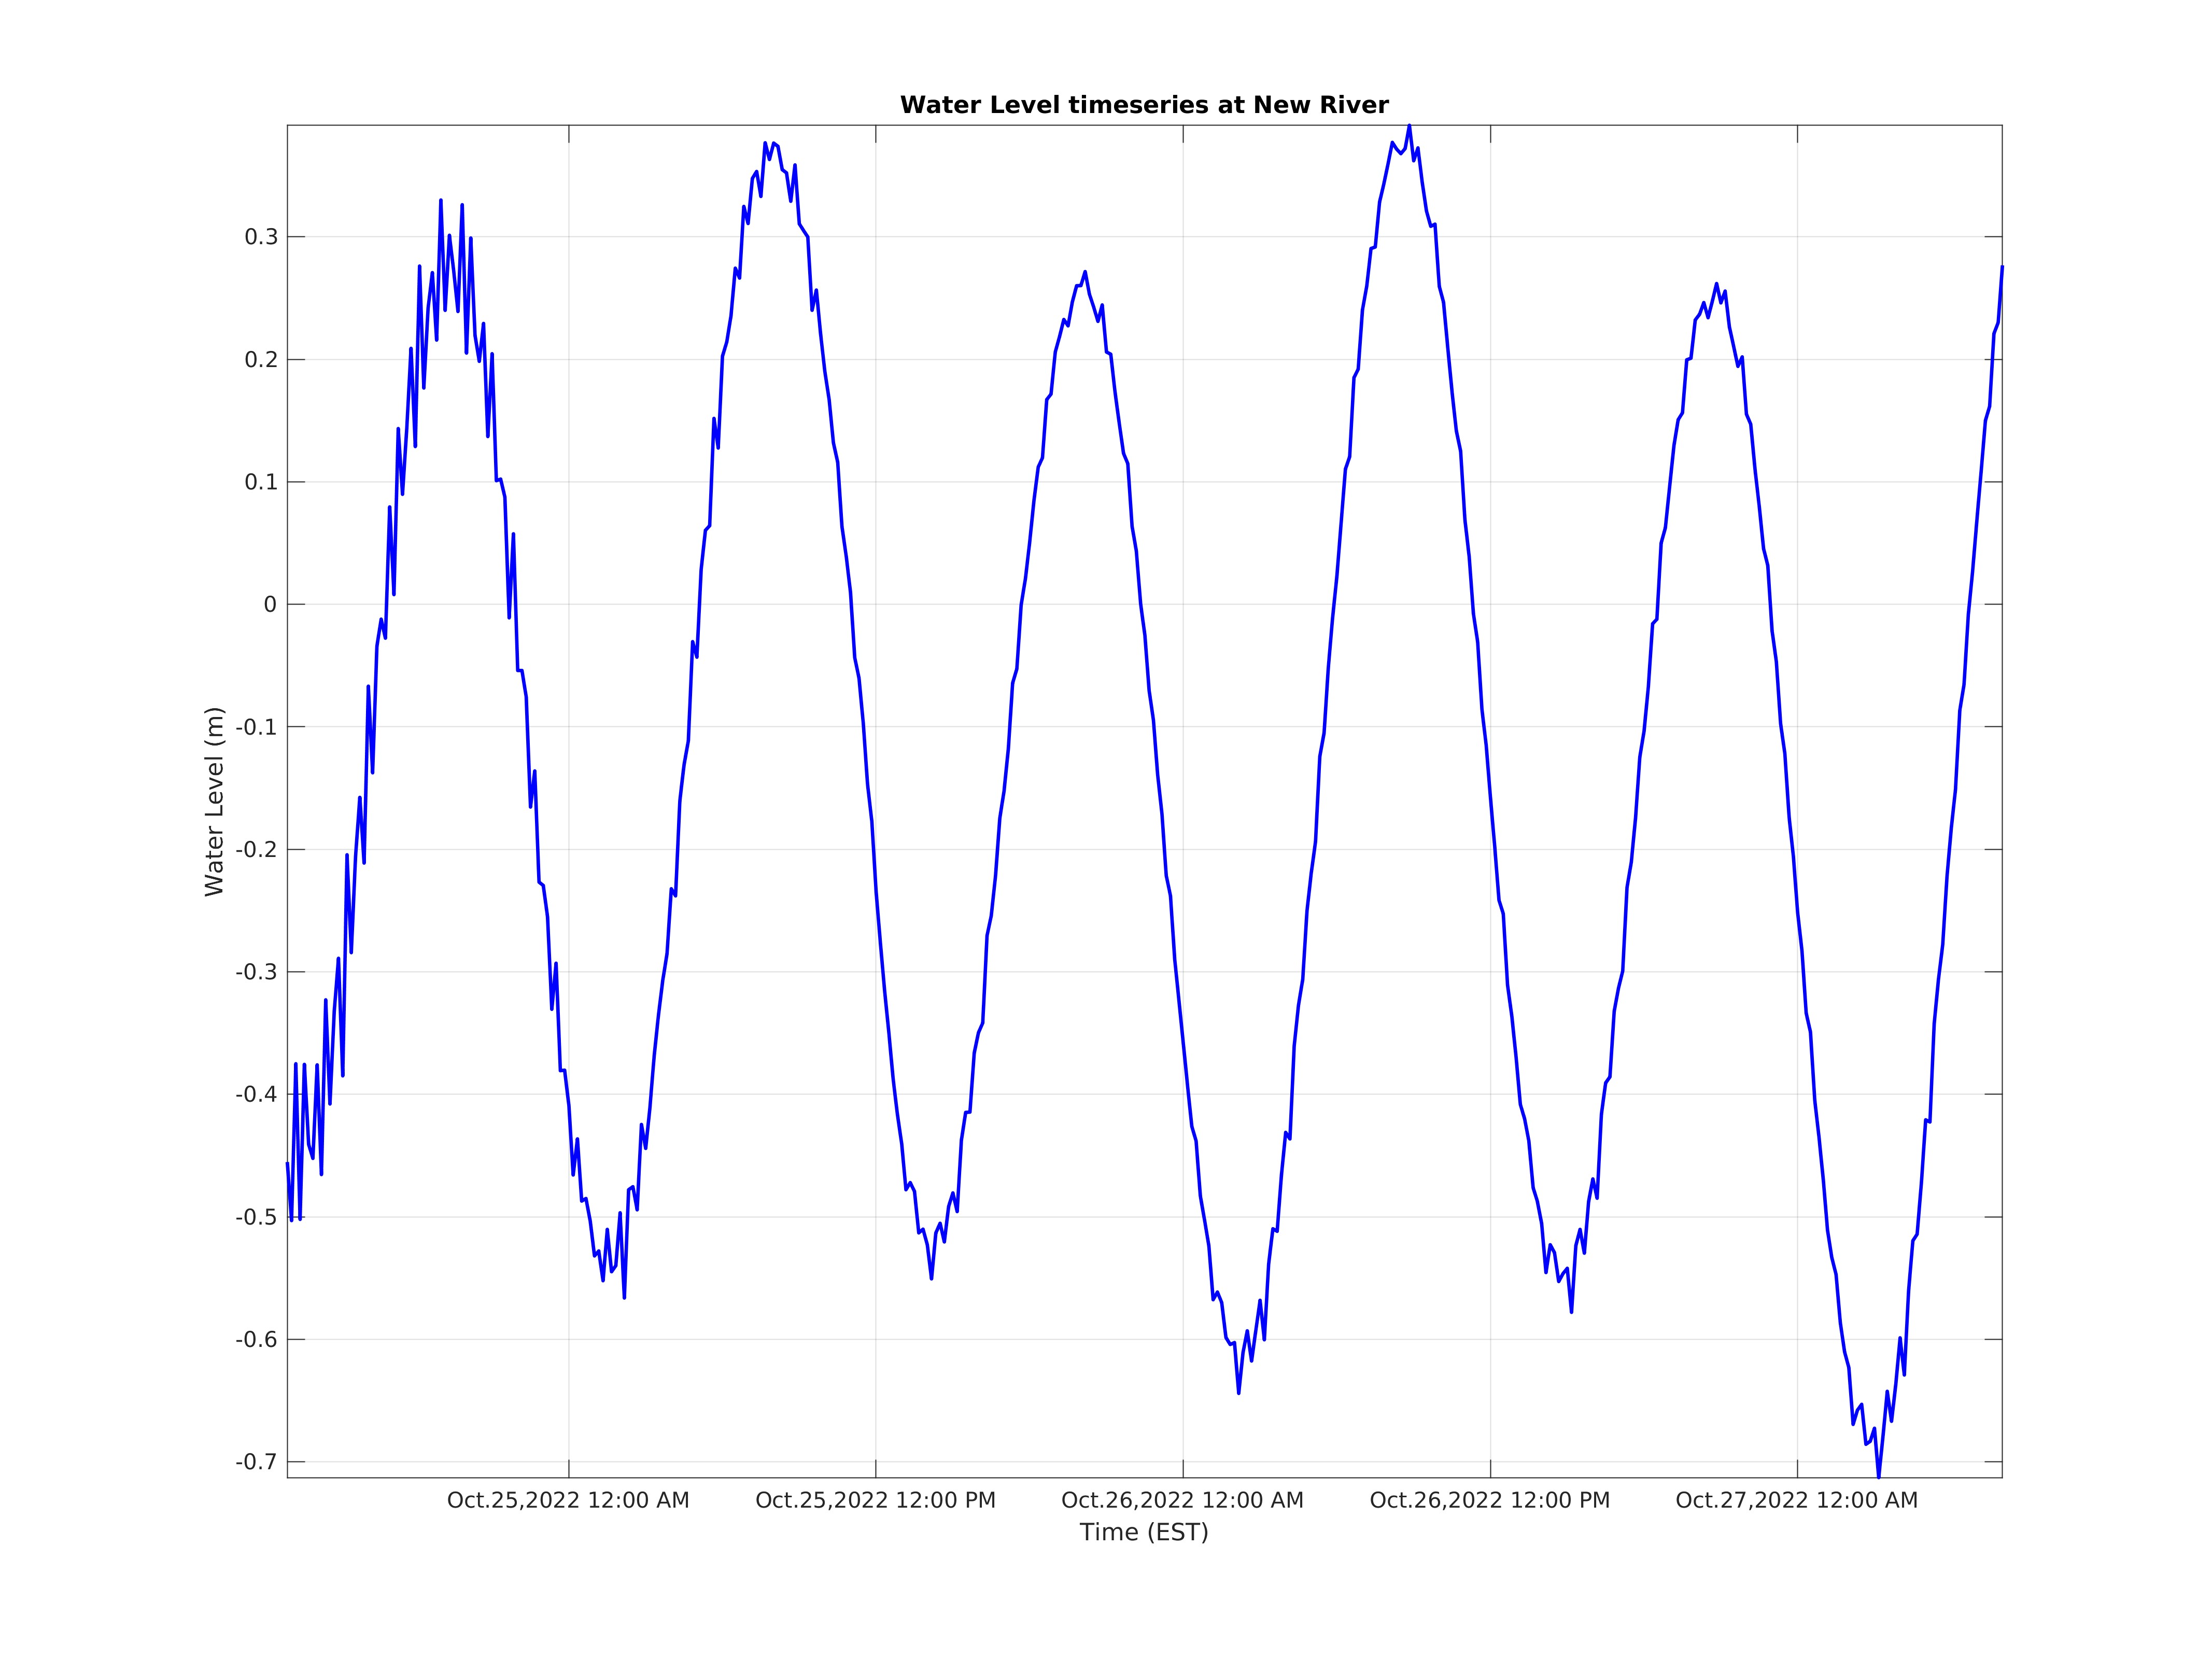 Water Level timeseries at New River
0.3
0.2
0.1
0
-0.1
-0.2
-0.3
-0.4
-0.5
-0.6
-0.7
Water Level (m)
Oct.25,2022 12:00 AM
Oct.25,2022 12:00 PM
Oct.26,2022 12:00 AM
Oct.26,2022 12:00 PM
Oct.27,2022 12:00 AM
Time (EST)